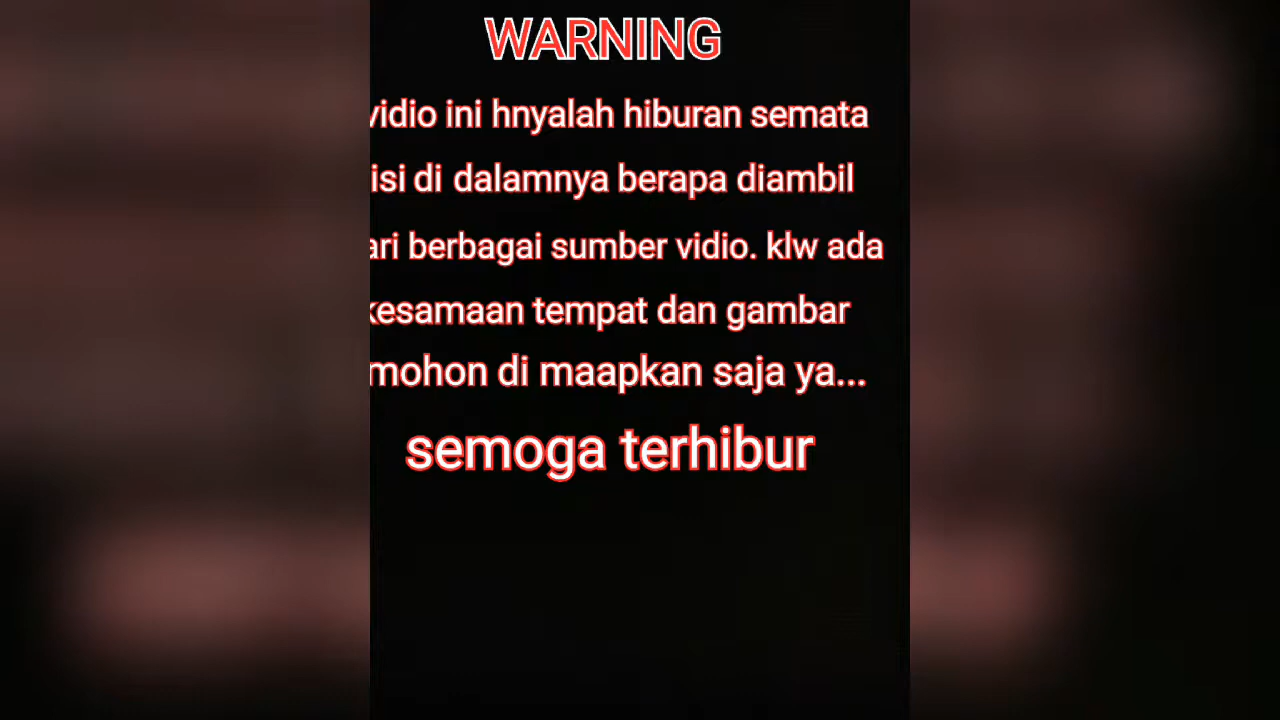 WARNING
vidio ini hnyalah hiburan semata
isi di dalamnya berapa diambil
ari berbagai sumber vidio. klw ada
kesamaan tempat dan gambar
mohon di maapkan saja ya...
semoga terhibur